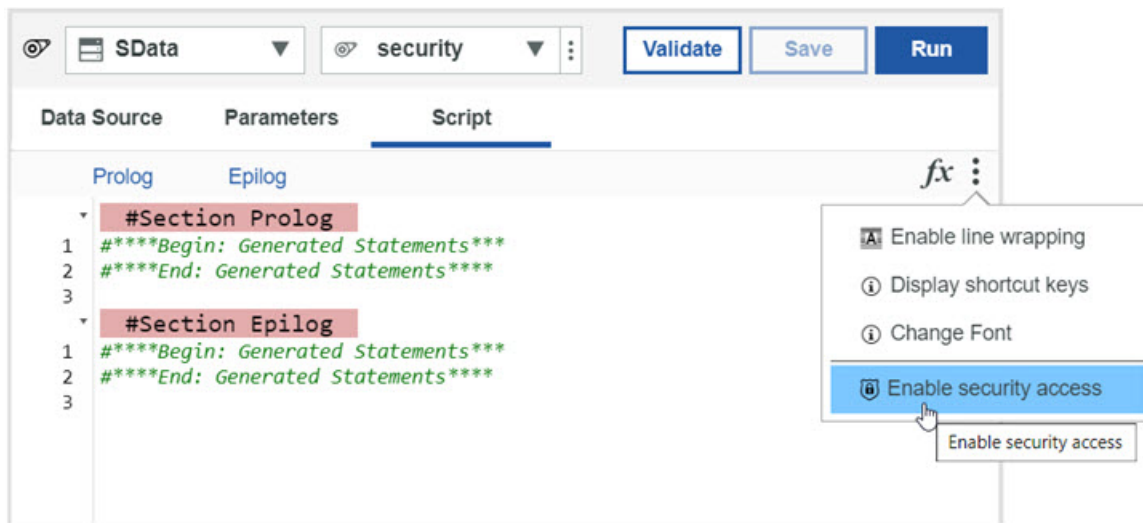 SData security Validate Save Run
Data Source Parameters Script
Prolog Epilog fx
#Section Prolog
1 #****Begin: Generated Statements***
2 #****End: Generated Statements****
3
#Section Epilog
1 #****Begin: Generated Statements***
2 #****End: Generated Statements****
3
Enable line wrapping
Display shortcut keys
Change Font
Enable security access
Enable security access